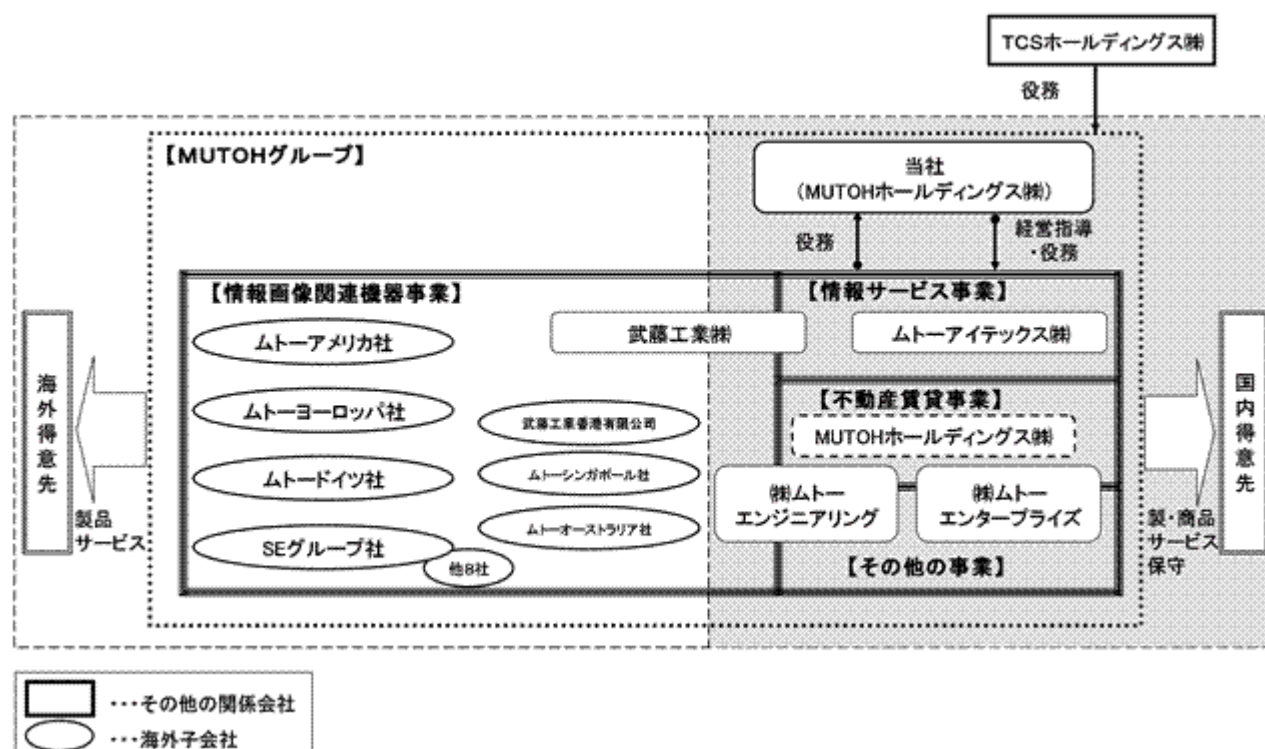 TCSホールディングス㈱
役務
【MUTOHグループ】
当社
（MUTOHホールディングス㈱）
役務
経営指導
・役務
【情報画像関連機器事業】
【情報サービス事業】
ムトーアメリカ社
武藤工業㈱
ムトーアイテックス㈱
海外得意先
国内得意先
【不動産賃貸事業】
ムトーヨーロッパ社
武藤工業香港有限公司
MUTOHホールディングス㈱
ムトードイツ社
ムトーシンガポール社
㈱ムトー
エンジニアリング
㈱ムトー
エンタープライズ
製品
サービス
ムトーオーストラリア社
製・商品
サービス
保守
SEグループ社
他8社
【その他の事業】
・・・その他の関係会社
・・・海外子会社